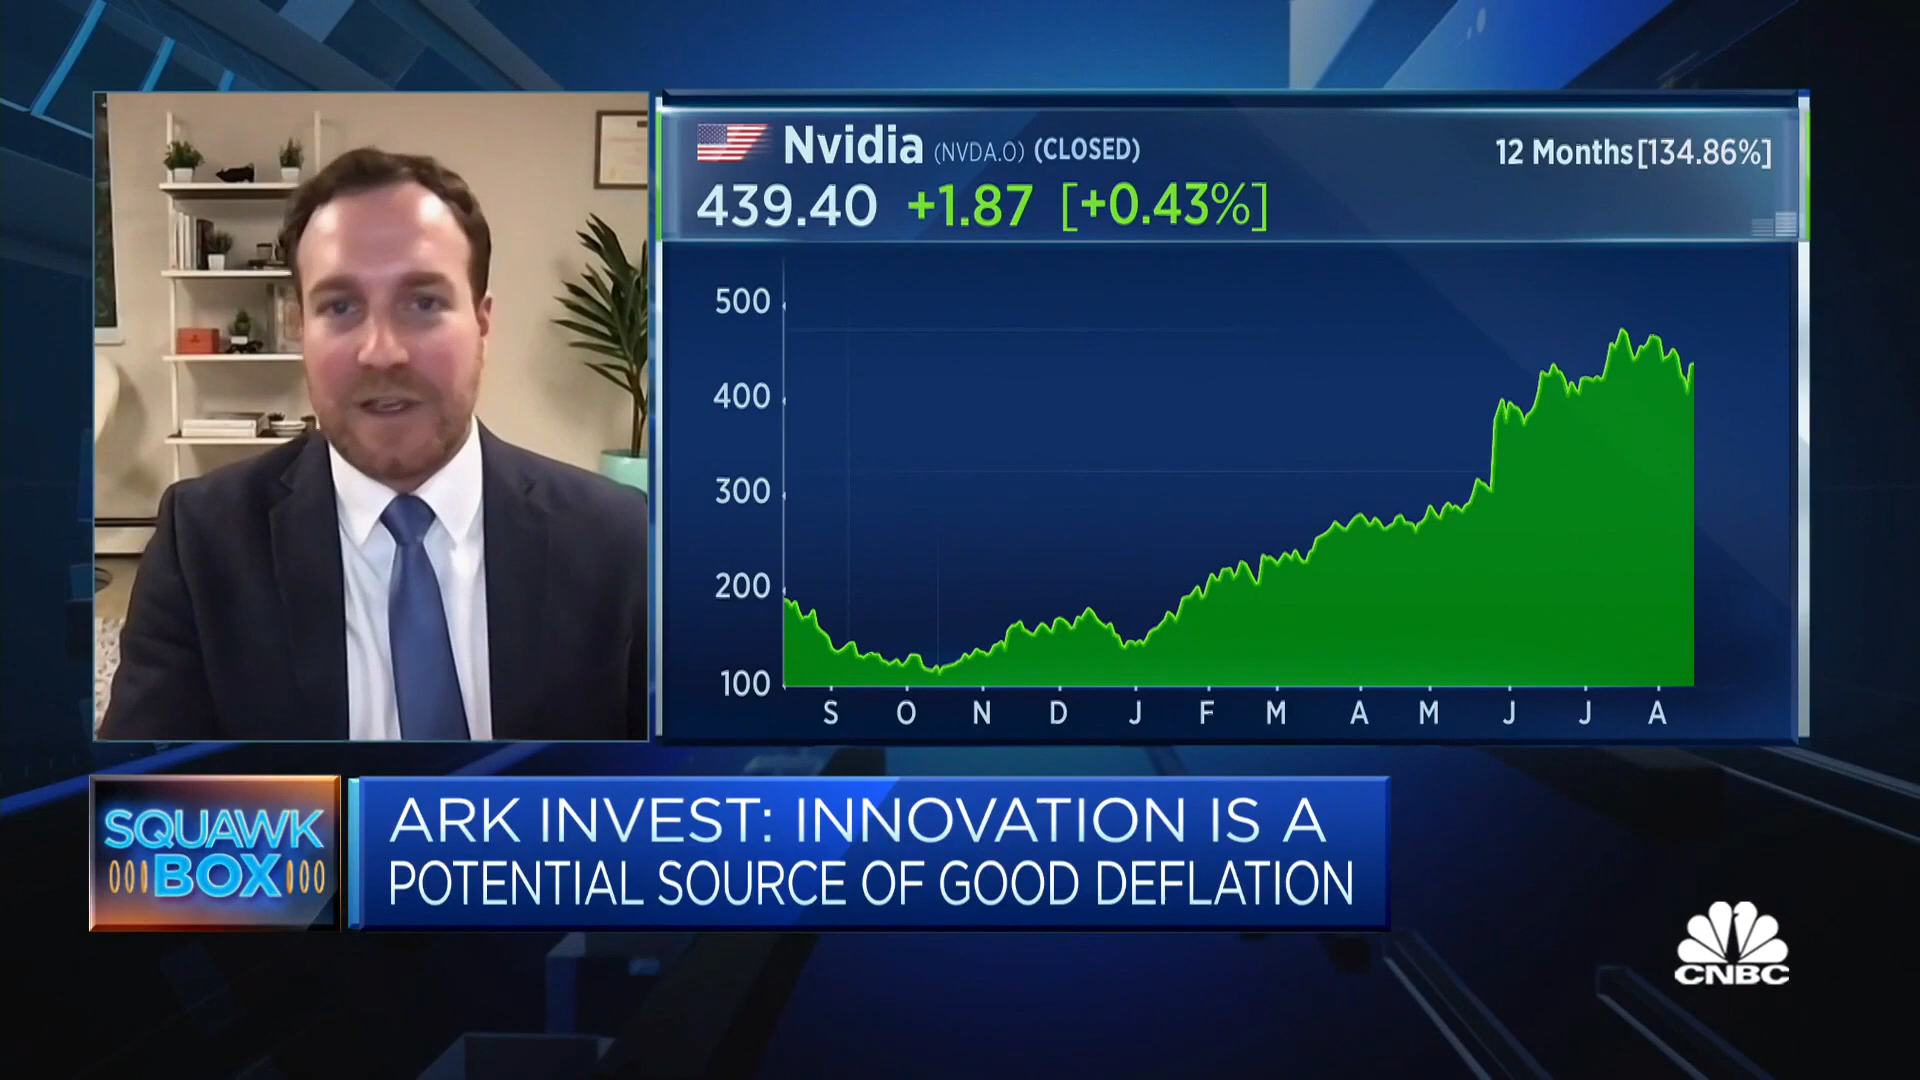 Nvidia (NVDA.O) (CLOSED)
12 Months [134.86%]
439.40 +1.87 [+0.43%]
500
400
300
200
100
S O N D J F M A M J J A
SQUAWK
BOX
ARK INVEST: INNOVATION IS A
POTENTIAL SOURCE OF GOOD DEFLATION
CNBC